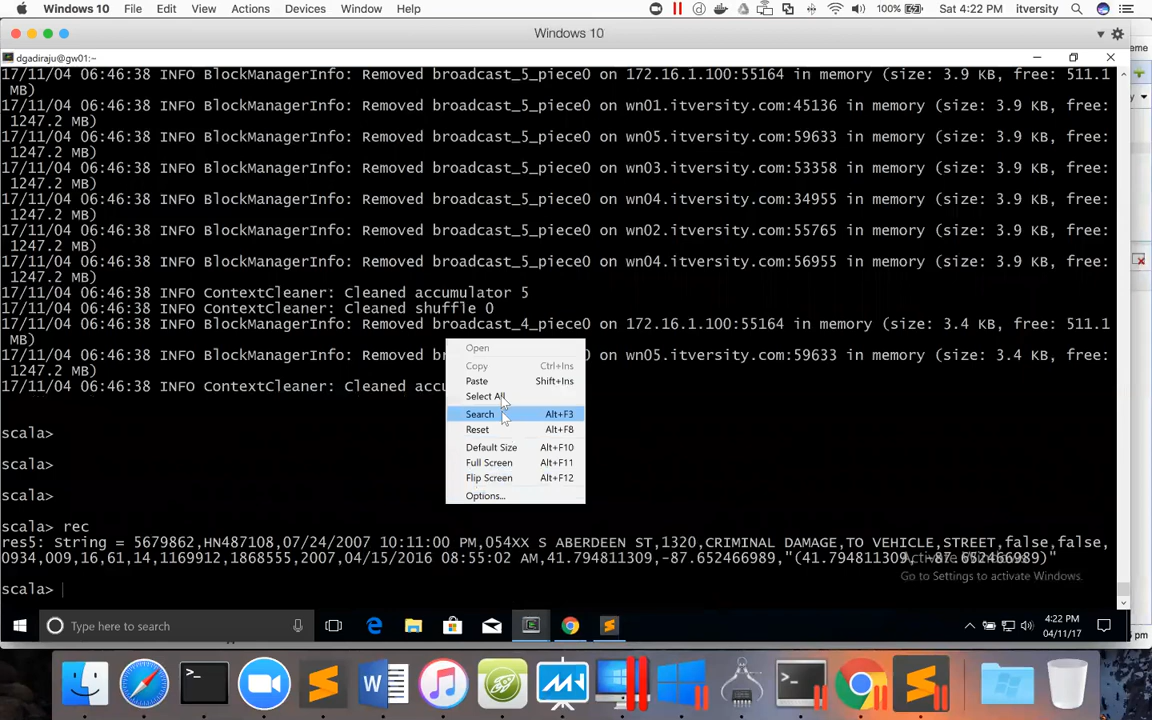 Windows 10 File Edit View Actions Devices Window Help 100% Sat 4:22 PM itversity
Windows 10
dgadiraju@gw01:~
17/11/04 06:46:38 INFO BlockManagerInfo: Removed broadcast_5_piece0 on 172.16.1.100:55164 in memory (size: 3.9 KB, free: 511.1
MB)
17/11/04 06:46:38 INFO BlockManagerInfo: Removed broadcast_5_piece0 on wn01.itversity.com:45136 in memory (size: 3.9 KB, free:
1247.2 MB)
17/11/04 06:46:38 INFO BlockManagerInfo: Removed broadcast_5_piece0 on wn05.itversity.com:59633 in memory (size: 3.9 KB, free:
1247.2 MB)
17/11/04 06:46:38 INFO BlockManagerInfo: Removed broadcast_5_piece0 on wn03.itversity.com:53358 in memory (size: 3.9 KB, free:
1247.2 MB)
17/11/04 06:46:38 INFO BlockManagerInfo: Removed broadcast_5_piece0 on wn04.itversity.com:34955 in memory (size: 3.9 KB, free:
1247.2 MB)
17/11/04 06:46:38 INFO BlockManagerInfo: Removed broadcast_5_piece0 on wn02.itversity.com:55765 in memory (size: 3.9 KB, free:
1247.2 MB)
17/11/04 06:46:38 INFO BlockManagerInfo: Removed broadcast_5_piece0 on wn04.itversity.com:56955 in memory (size: 3.9 KB, free:
1247.2 MB)
17/11/04 06:46:38 INFO ContextCleaner: Cleaned accumulator 5
17/11/04 06:46:38 INFO ContextCleaner: Cleaned shuffle 0
17/11/04 06:46:38 INFO BlockManagerInfo: Removed broadcast_4_piece0 on 172.16.1.100:55164 in memory (size: 3.4 KB, free: 511.1
MB)
17/11/04 06:46:38 INFO BlockManagerInfo: Removed 0 on wn05.itversity.com:59633 in memory (size: 3.4 KB, free:
1247.2 MB)
17/11/04 06:46:38 INFO ContextCleaner: Cleaned accu
Open
Copy Ctrl+Ins
Paste Shift+Ins
Select All
Search Alt+F3
Reset Alt+F8
Default Size Alt+F10
Full Screen Alt+F11
Flip Screen Alt+F12
Options...
scala>
scala>
scala>
scala> rec
res5: String = 5679862,HN487108,07/24/2007 10:11:00 PM,054XX S ABERDEEN ST,1320,CRIMINAL DAMAGE,TO VEHICLE,STREET,false,false,
0934,009,16,61,14,1169912,1868555,2007,04/15/2016 08:55:02 AM,41.794811309,-87.652466989,"(41.794811309, -87.652466989)"
Activate Windows
Go to Settings to activate Windows.
scala>
Type here to search
4:22 PM
04/11/17